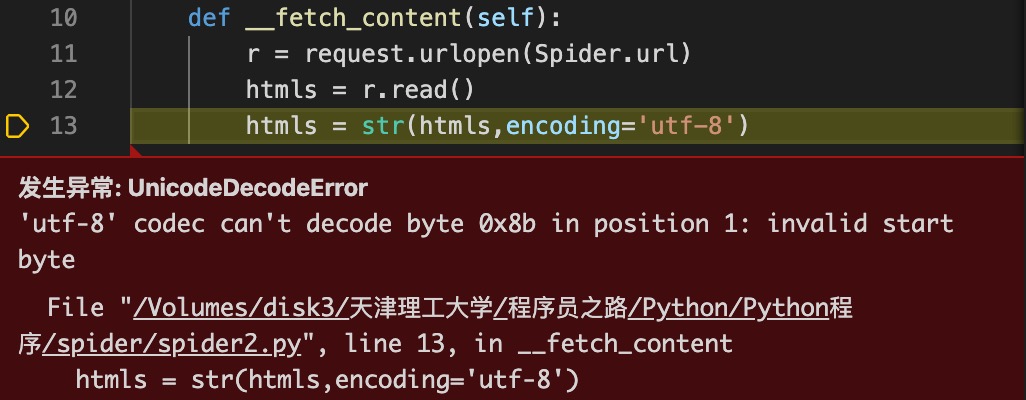 10 def __fetch_content(self):
11 r = request.urlopen(Spider.url)
12 htmls = r.read()
13 htmls = str(htmls,encoding='utf-8')
发生异常: UnicodeDecodeError
'utf-8' codec can't decode byte 0x8b in position 1: invalid start
byte
File "/Volumes/disk3/天津理工大学/程序员之路/Python/Python程
序/spider/spider2.py", line 13, in __fetch_content
htmls = str(htmls,encoding='utf-8')